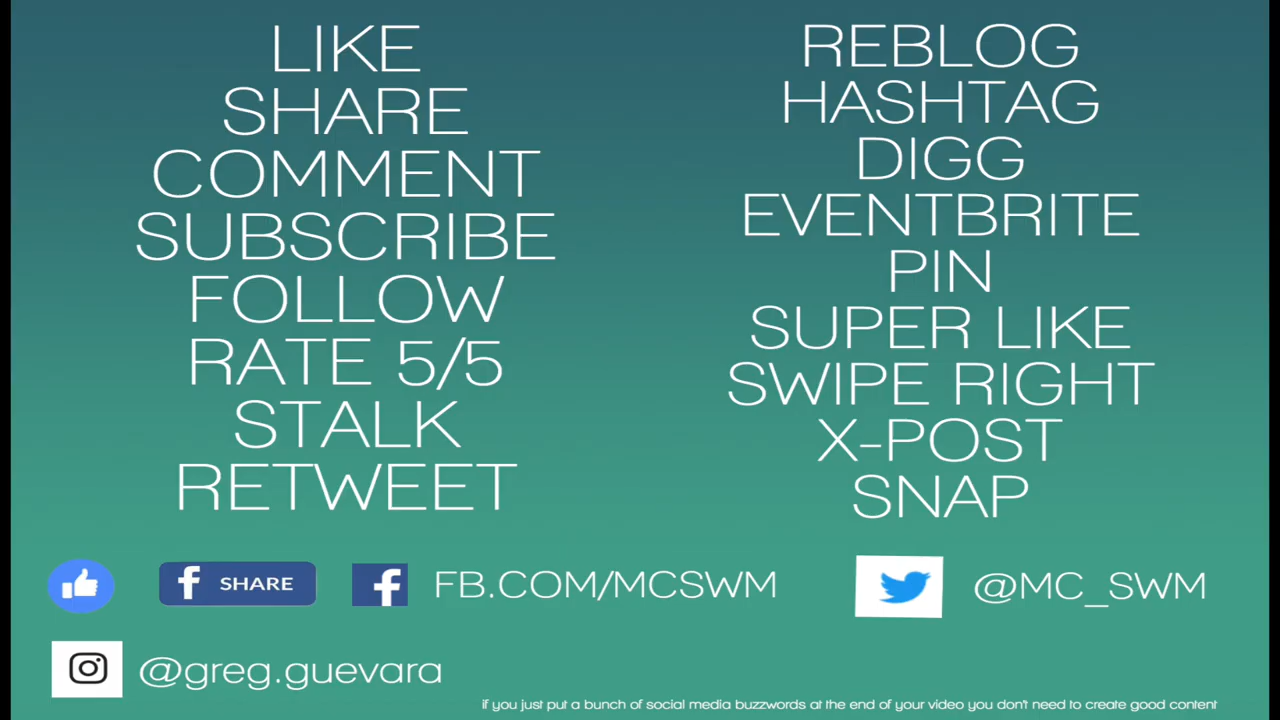 LIKE
SHARE
COMMENT
SUBSCRIBE
FOLLOW
RATE 5/5
STALK
RETWEET
REBLOG
HASHTAG
DIGG
EVENTBRITE
PIN
SUPER LIKE
SWIPE RIGHT
X-POST
SNAP
f SHARE f FB.COM/MCSWM @MC_SWM
@greg.guevara
if you just put a bunch of social media buzzwords at the end of your video you don't need to create good content